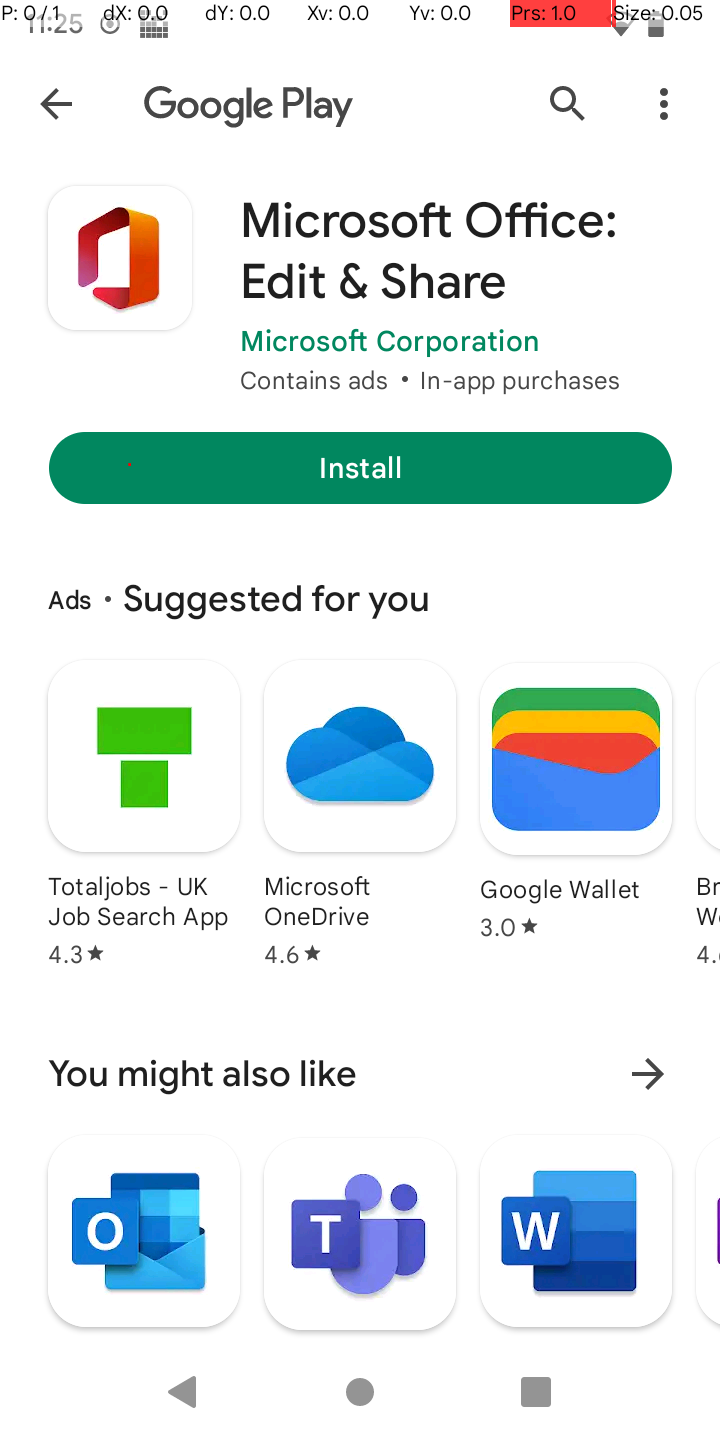 P: 0 / 1 dX: 0.0 dY: 0.0 Xv: 0.0 Yv: 0.0 Prs: 1.0 Size: 0.05
11:25
Google Play
Microsoft Office:
Edit & Share
Microsoft Corporation
Contains ads • In-app purchases
Install
Ads • Suggested for you
Totaljobs - UK
Job Search App
4.3★
Microsoft
OneDrive
4.6★
Google Wallet
3.0★
Br
We
4.
You might also like
O
T
W